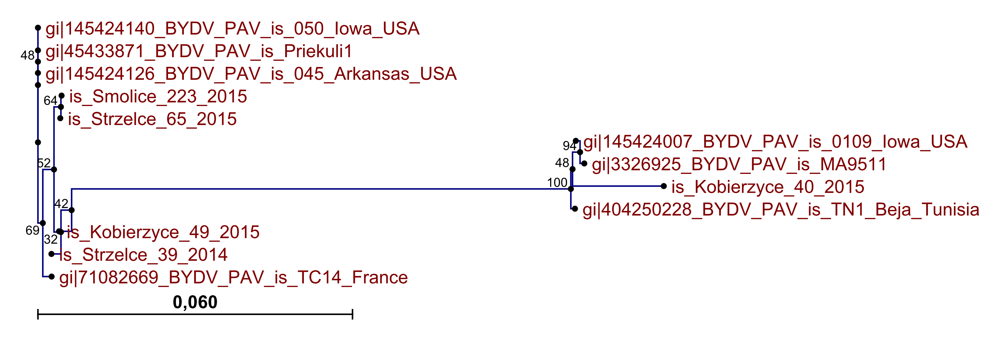 gi|145424140_BYDV_PAV_is_050_Iowa_USA
gi|45433871_BYDV_PAV_is_Priekuli1
48
gi|145424126_BYDV_PAV_is_045_Arkansas_USA
is_Smolice_223_2015
64
is_Strzelce_65_2015
gi|145424007_BYDV_PAV_is_0109_Iowa_USA
94
52
48
gi|3326925_BYDV_PAV_is_MA9511
100
is_Kobierzyce_40_2015
42
gi|404250228_BYDV_PAV_is_TN1_Beja_Tunisia
69
32
is_Kobierzyce_49_2015
is_Strzelce_39_2014
gi|71082669_BYDV_PAV_is_TC14_France
0,060